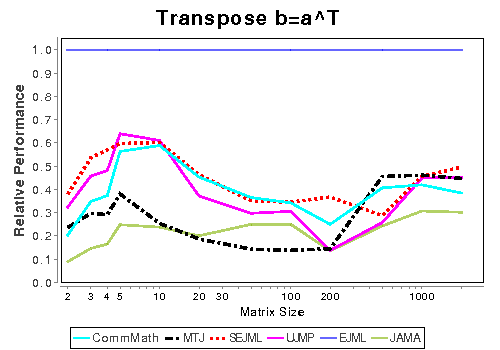 Transpose b=a^T
Relative Performance
1.0
0.9
0.8
0.7
0.6
0.5
0.4
0.3
0.2
0.1
0.0
2 3 4 5 10 20 30 100 200 1000
Matrix Size
CommMath MTJ SEJML UJMP EJML JAMA